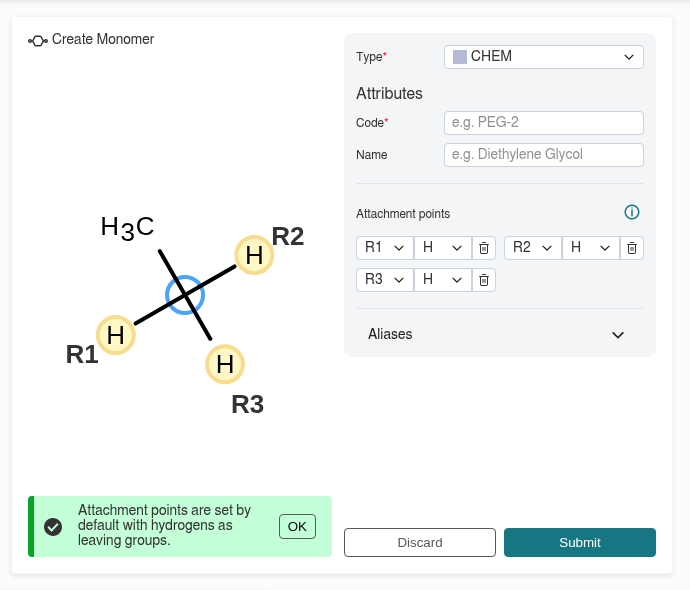 Create Monomer
H3C
H
R2
H
R1
H
R3
Attachment points are set by
default with hydrogens as
leaving groups.
OK
Type*
CHEM
Attributes
Code*
e.g. PEG-2
Name
e.g. Diethylene Glycol
Attachment points
R1 H R2 H
R3 H
Aliases
Discard
Submit